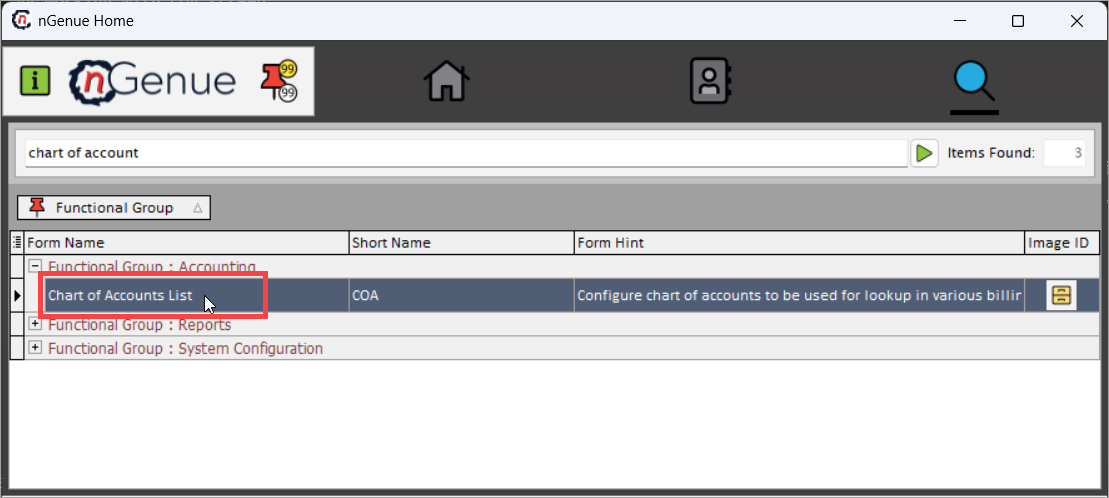 nGenue Home
i nGenue 99
99
chart of account Items Found: 3
Functional Group
Form Name Short Name Form Hint Image ID
Functional Group : Accounting
Chart of Accounts List COA Configure chart of accounts to be used for lookup in various billir
Functional Group : Reports
Functional Group : System Configuration